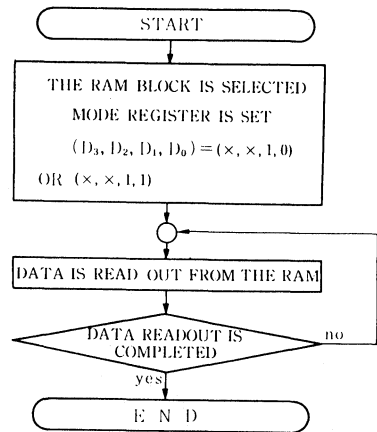 START
THE RAM BLOCK IS SELECTED
MODE REGISTER IS SET
(D₃, D₂, D₁, D₀) = (×, ×, 1, 0)
OR (×, ×, 1, 1)
DATA IS READ OUT FROM THE RAM
DATA READOUT IS
COMPLETED
no
yes
E N D